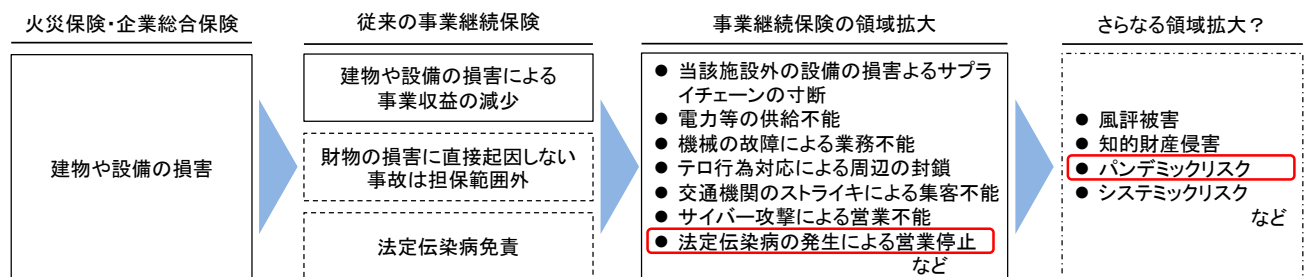 火災保険・企業総合保険
建物や設備の損害
従来の事業継続保険
建物や設備の損害による
事業収益の減少
財物の損害に直接起因しない
事故は担保範囲外
法定伝染病免責
事業継続保険の領域拡大
● 当該施設外の設備の損害よるサプラ
イチェーンの寸断
● 電力等の供給不能
● 機械の故障による業務不能
● テロ行為対応による周辺の封鎖
● 交通機関のストライキによる集客不能
● サイバー攻撃による営業不能
● 法定伝染病の発生による営業停止
など
さらなる領域拡大？
● 風評被害
● 知的財産侵害
● パンデミックリスク
● システミックリスク
など